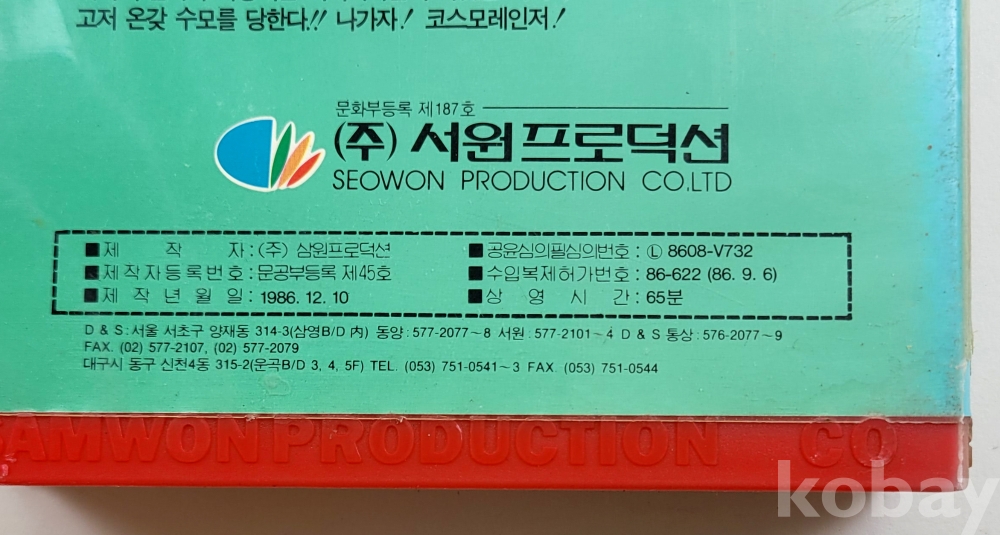 고저 온갖 수모를 당한다!! 나가자! 코스모레인저!
문화부등록 제187호
(주) 서원프로덕션
SEOWON PRODUCTION CO.LTD
■제 작 자 : (주) 삼원프로덕션
■제작자등록번호 : 문공부등록 제45호
■제 작 년 월 일 : 1986. 12. 10
■공윤심의필심의번호 : Ⓛ 8608-V732
■수입복제허가번호 : 86-622 (86. 9. 6)
■상 영 시 간 : 65분
D & S : 서울 서초구 양재동 314-3(삼영B/D 内) 동양 : 577-2077~8 서원 : 577-2101~4 D & S 통상 : 576-2077~9
FAX. (02) 577-2107, (02) 577-2079
대구시 동구 신천4동 315-2(운곡B/D 3, 4, 5F) TEL. (053) 751-0541~3 FAX. (053) 751-0544
AMWON PRODUCTION CO
kobay